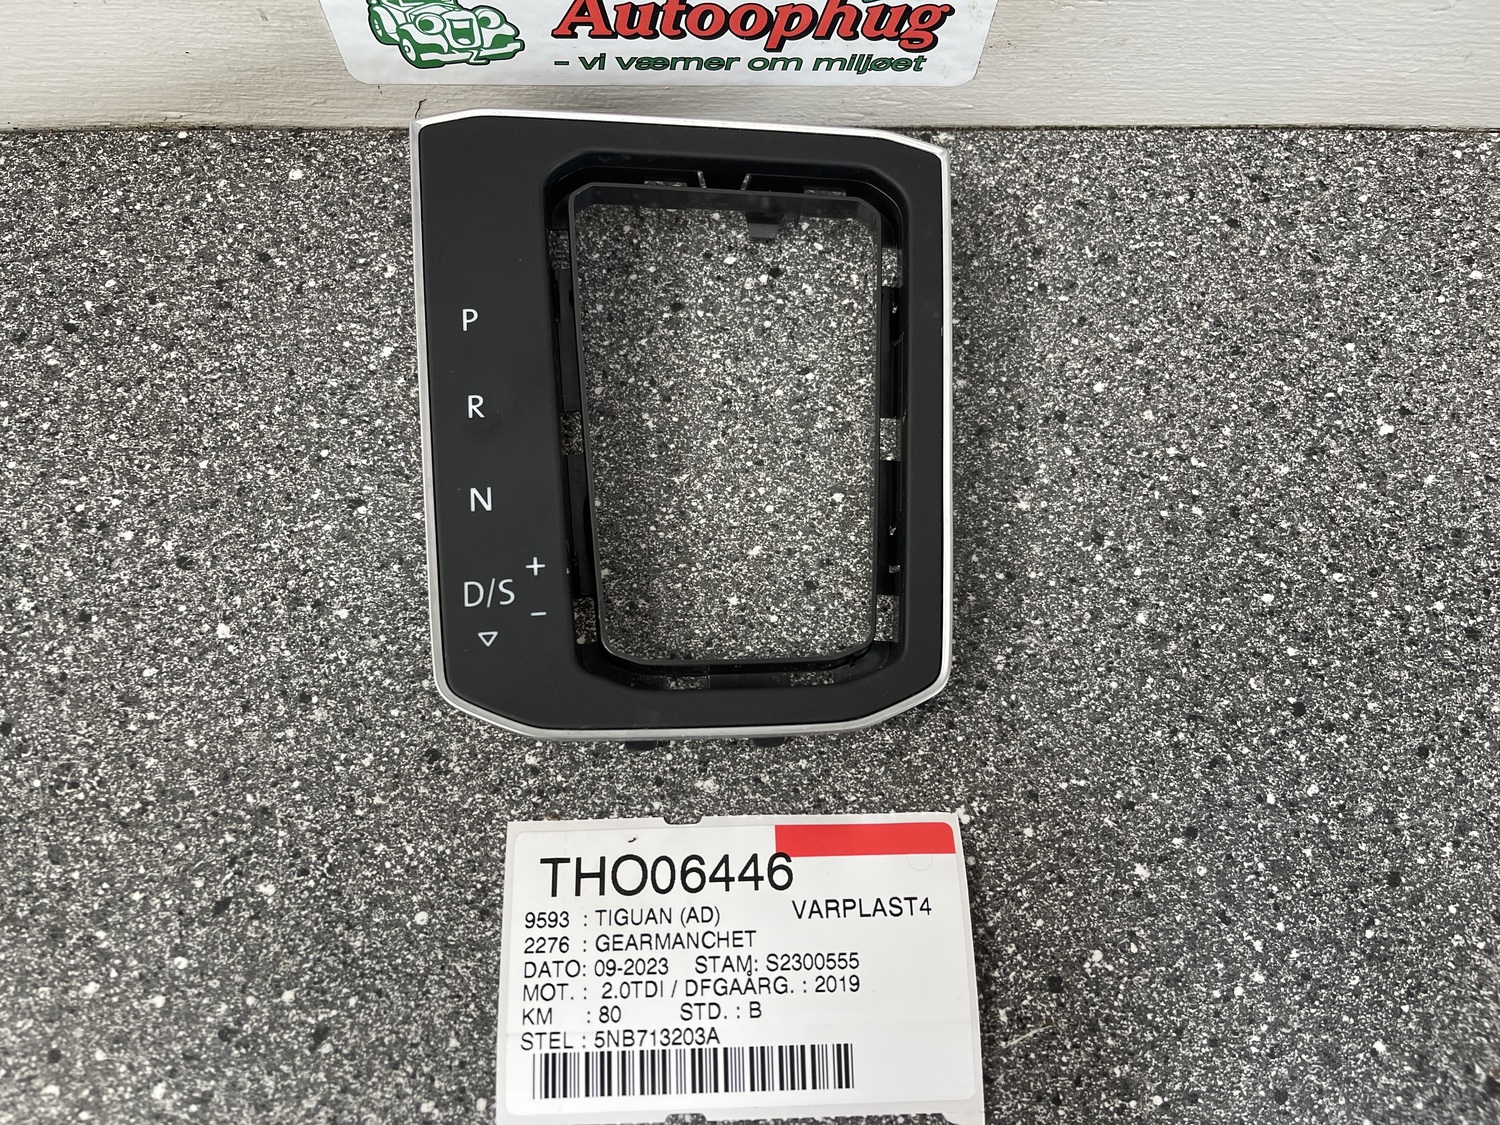 Autoophug
- vi værner om miljøet
P
R
N
+
D/S
–
THO06446
9593 : TIGUAN (AD) VARPLAST4
2276 : GEARMANCHET
DATO: 09-2023 STAM: S2300555
MOT. : 2.0TDI / DFGAÅRG. : 2019
KM : 80 STD. : B
STEL : 5NB713203A